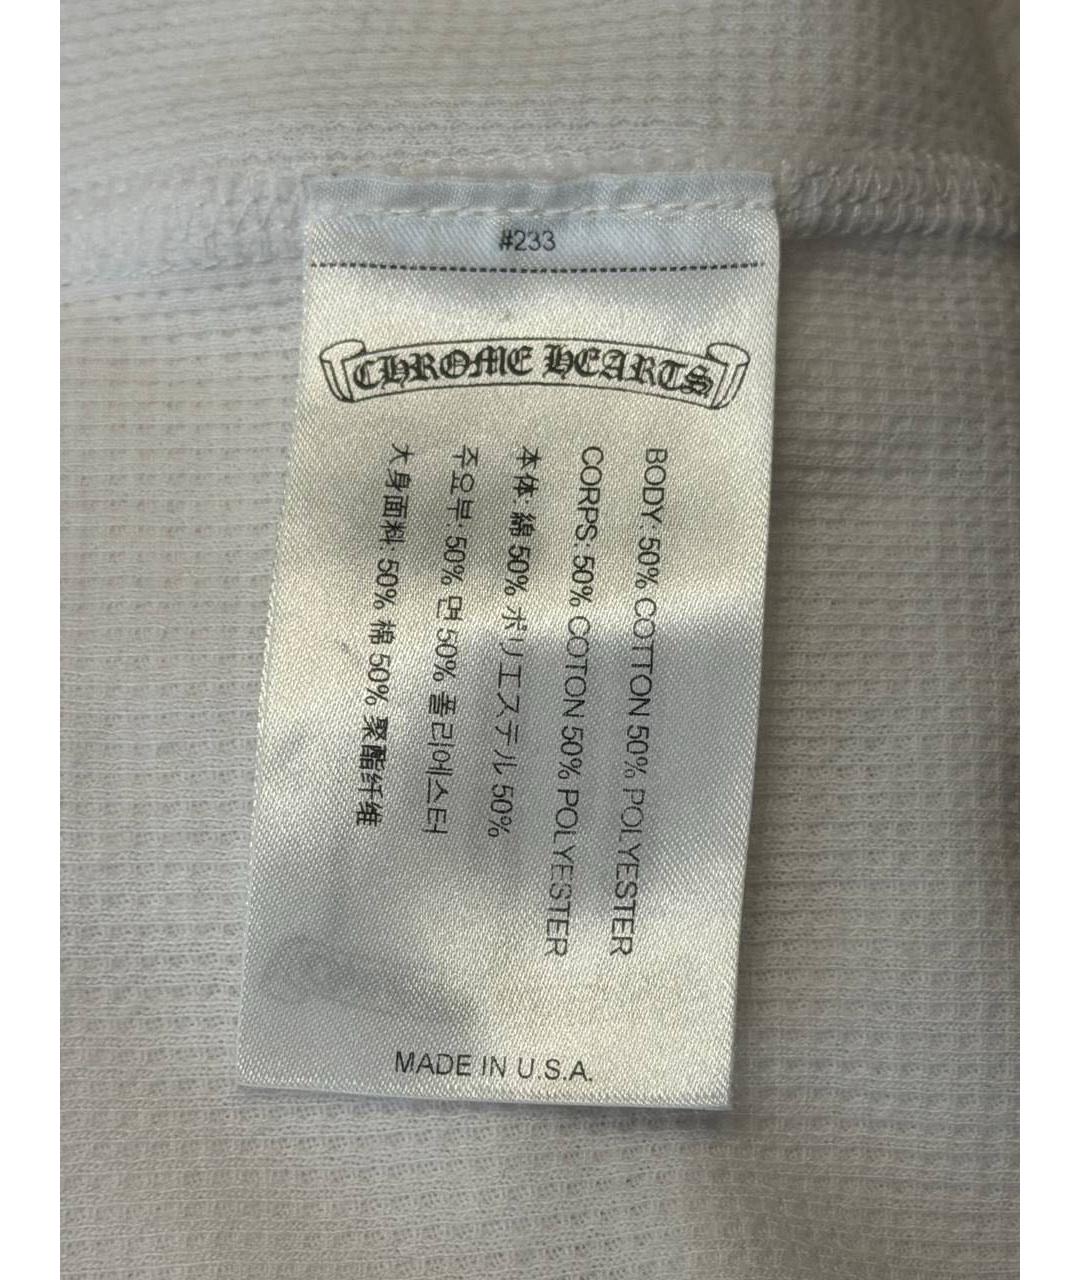 #233
CHROME HEARTS
BODY: 50% COTTON 50% POLYESTER
CORPS: 50% COTON 50% POLYESTER
本体: 綿 50% ポリエステル 50%
주요부: 50% 면 50% 폴리에스터
大身面料: 50% 棉 50% 聚酯纤维
MADE IN U.S.A.